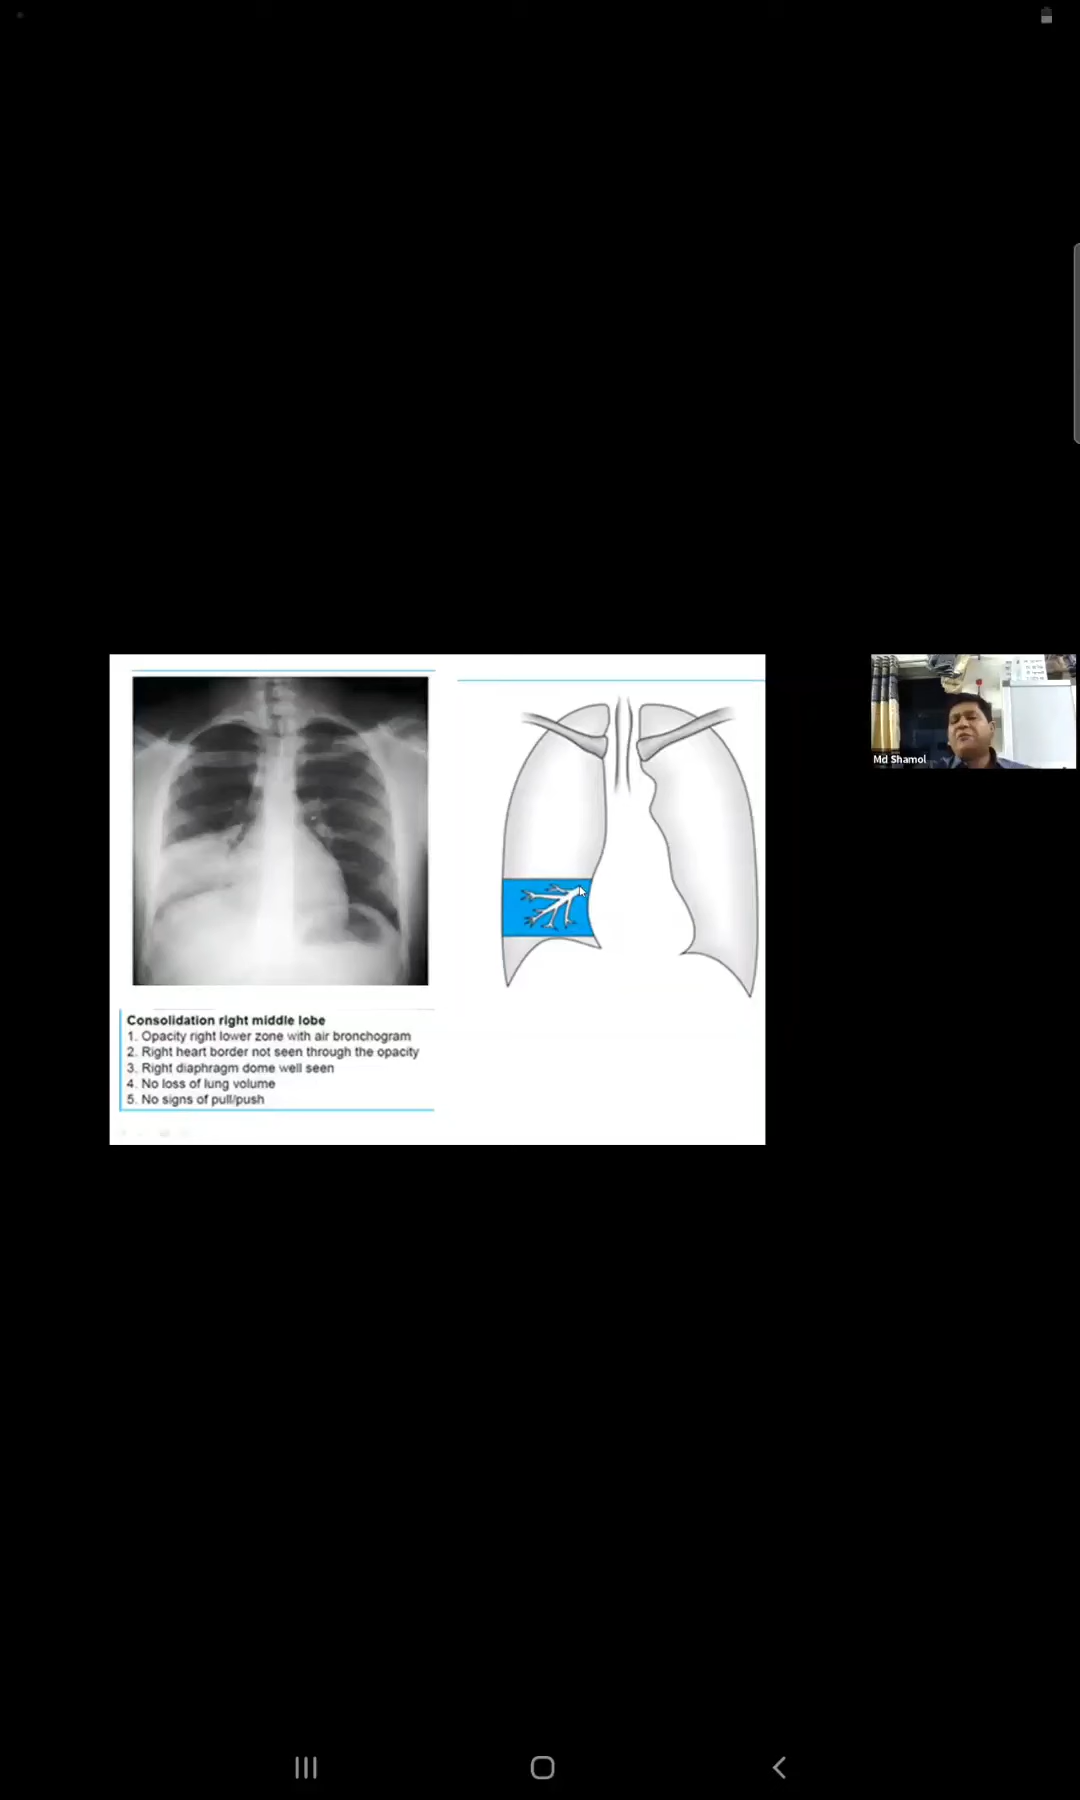 Consolidation right middle lobe
1. Opacity right lower zone with air bronchogram
2. Right heart border not seen through the opacity
3. Right diaphragm dome well seen
4. No loss of lung volume
5. No signs of pull/push
Md Shamol